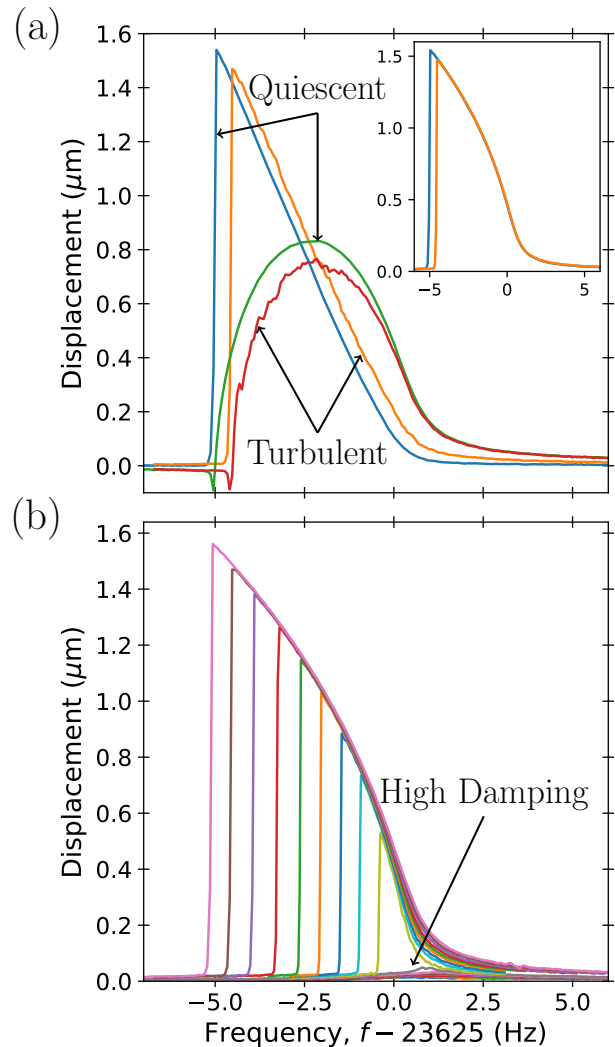 (a)
1.6
1.4
1.2
1.0
0.8
0.6
0.4
0.2
0.0
Displacement (μm)
Quiescent
Turbulent
1.5
1.0
0.5
0.0
−5 0 5
(b)
1.6
1.4
1.2
1.0
0.8
0.6
0.4
0.2
0.0
Displacement (μm)
High Damping
−5.0 −2.5 0.0 2.5 5.0
Frequency, f − 23625 (Hz)